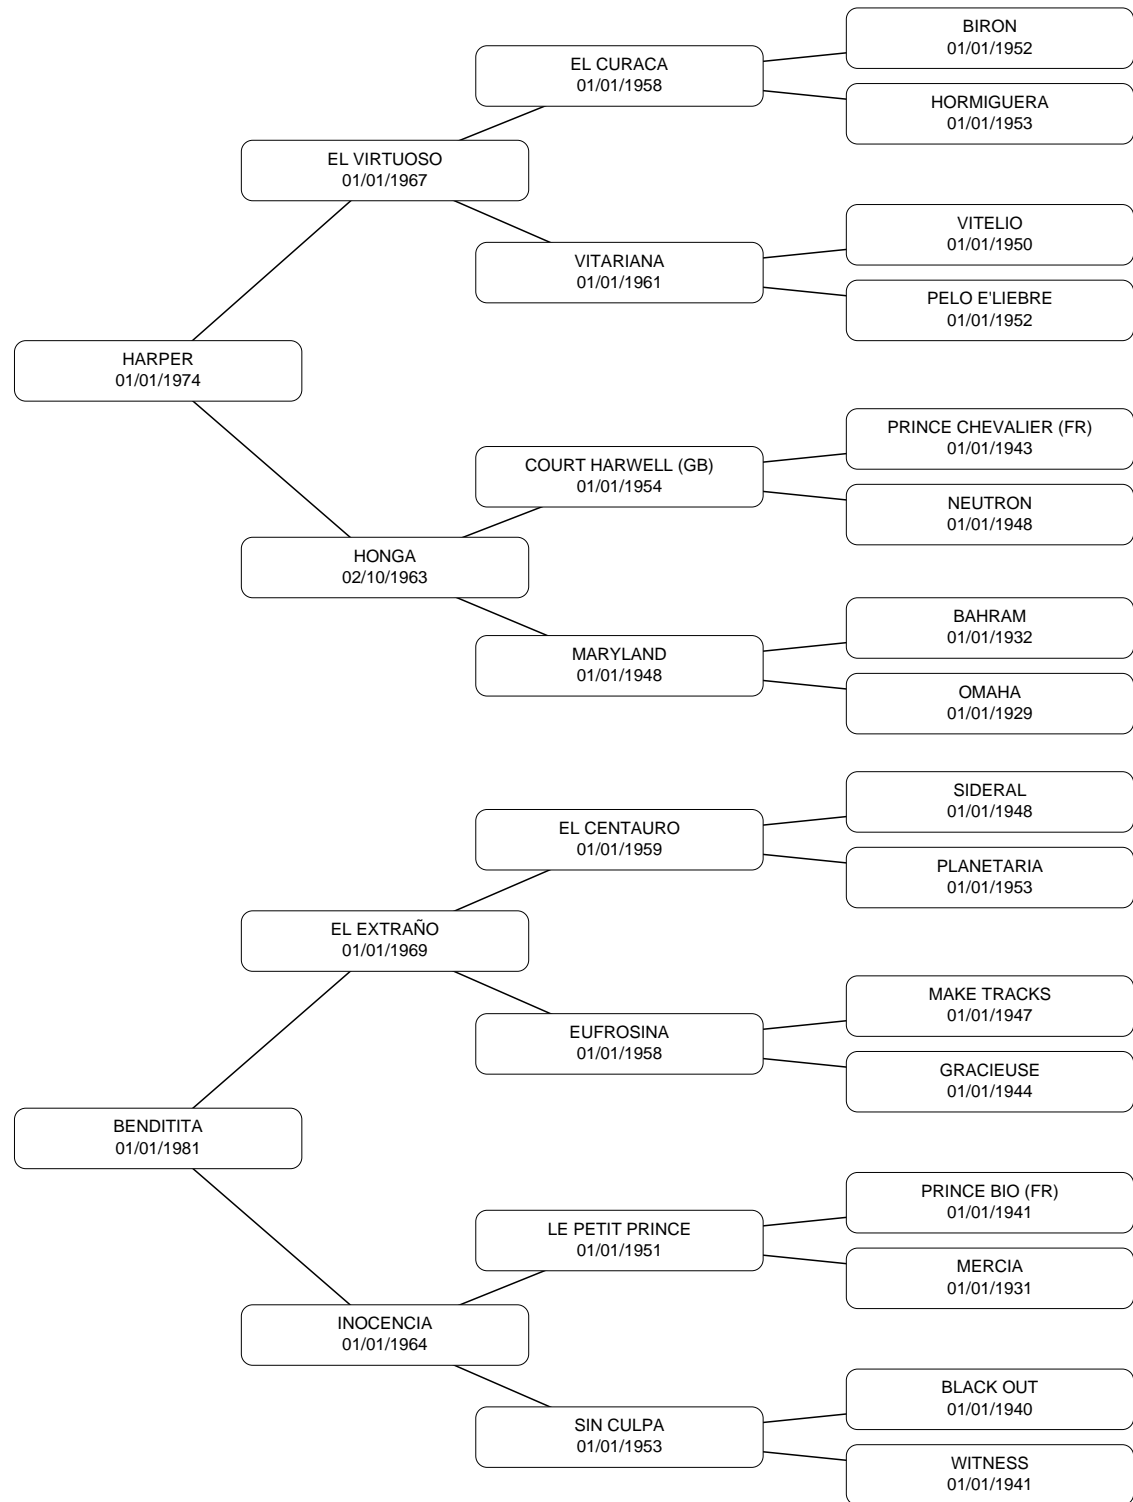 BIRON
01/01/1952
EL CURACA
01/01/1958
HORMIGUERA
01/01/1953
EL VIRTUOSO
01/01/1967
VITELIO
01/01/1950
VITARIANA
01/01/1961
PELO E'LIEBRE
01/01/1952
HARPER
01/01/1974
PRINCE CHEVALIER (FR)
01/01/1943
COURT HARWELL (GB)
01/01/1954
NEUTRON
01/01/1948
HONGA
02/10/1963
BAHRAM
01/01/1932
MARYLAND
01/01/1948
OMAHA
01/01/1929
SIDERAL
01/01/1948
EL CENTAURO
01/01/1959
PLANETARIA
01/01/1953
EL EXTRAÑO
01/01/1969
MAKE TRACKS
01/01/1947
EUFROSINA
01/01/1958
GRACIEUSE
01/01/1944
BENDITITA
01/01/1981
PRINCE BIO (FR)
01/01/1941
LE PETIT PRINCE
01/01/1951
MERCIA
01/01/1931
INOCENCIA
01/01/1964
BLACK OUT
01/01/1940
SIN CULPA
01/01/1953
WITNESS
01/01/1941